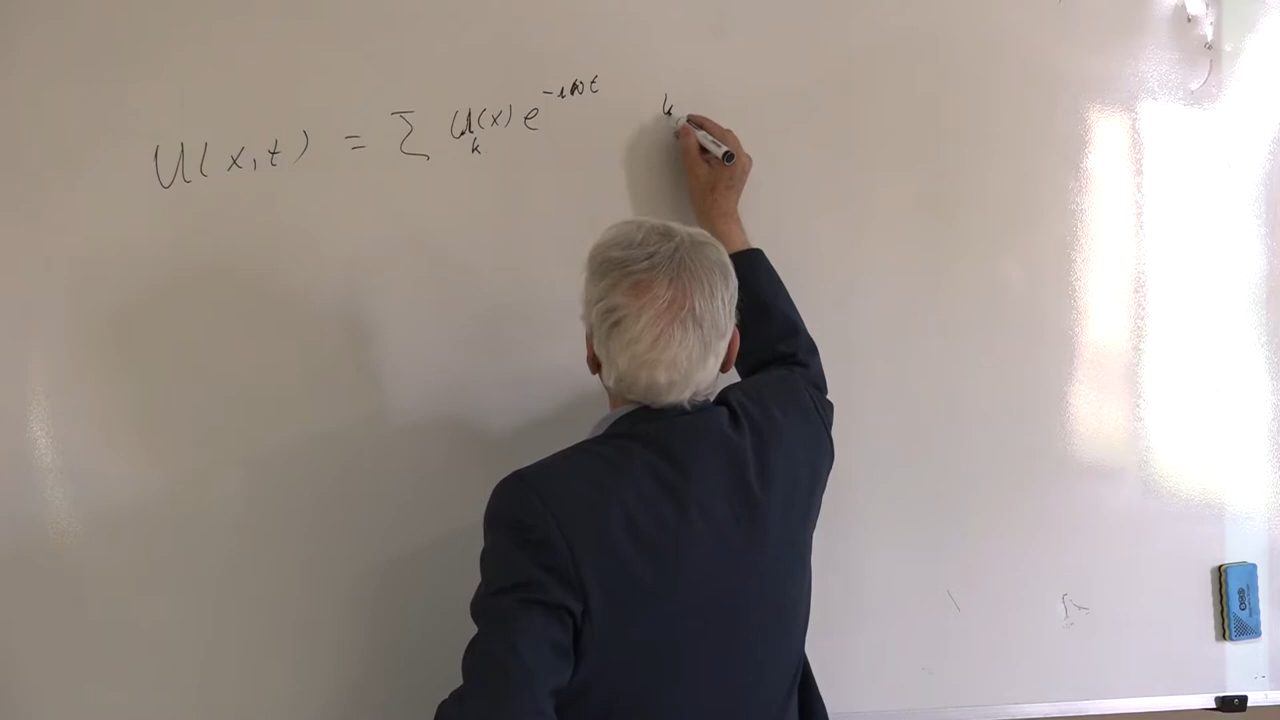 U(x,t) = ∑ u_k(x) e^{-iωt} k